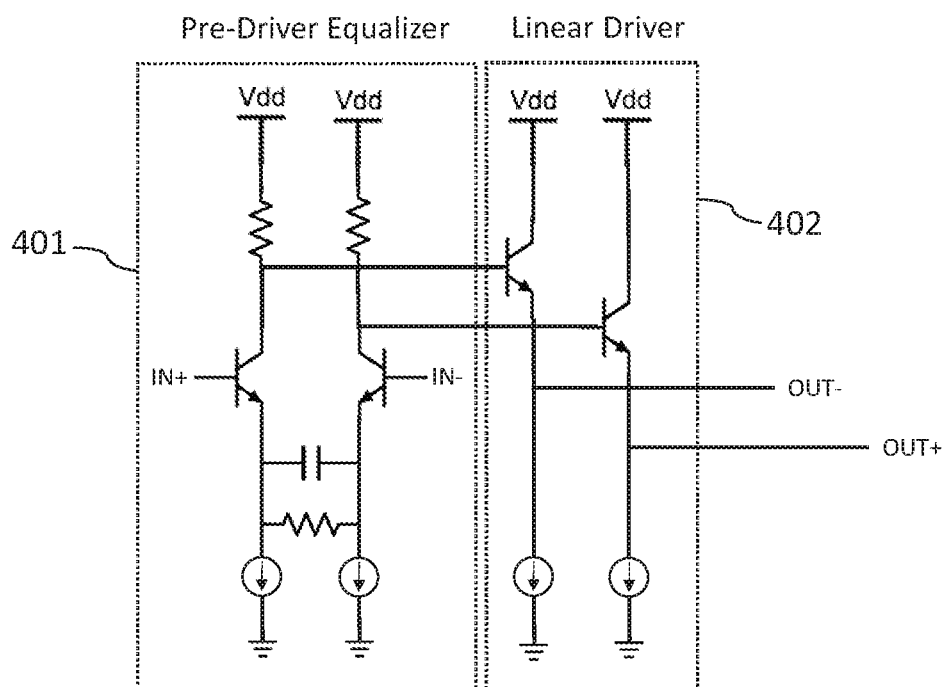 Pre-Driver Equalizer
Linear Driver
Vdd
Vdd
Vdd
Vdd
401
402
IN+
IN-
OUT-
OUT+